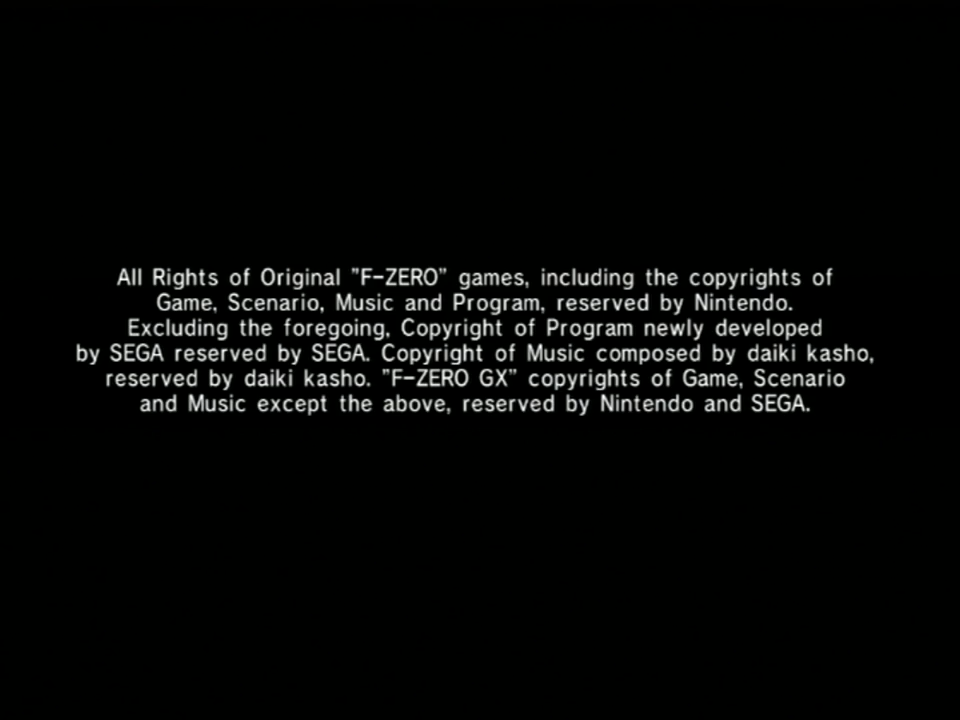 All Rights of Original "F-ZERO" games, including the copyrights of
Game, Scenario, Music and Program, reserved by Nintendo.
Excluding the foregoing, Copyright of Program newly developed
by SEGA reserved by SEGA. Copyright of Music composed by daiki kasho,
reserved by daiki kasho. "F-ZERO GX" copyrights of Game, Scenario
and Music except the above, reserved by Nintendo and SEGA.